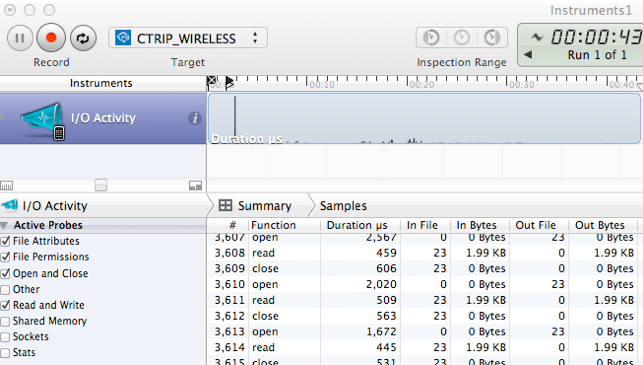 Instruments1
CTRIP_WIRELESS
00:00:43
Record
Target
Inspection Range
Run 1 of 1
Instruments
00:10
00:20
00:30
00:40
I/O Activity
Duration µs
I/O Activity
Summary
Samples
Active Probes
File Attributes
File Permissions
Open and Close
Other
Read and Write
Shared Memory
Sockets
Stats
# Function Duration µs In File In Bytes Out File Out Bytes
3,607 open 2,567 0 0 Bytes 23 0 Bytes
3,608 read 459 23 1.99 KB 0 1.99 KB
3,609 close 606 23 0 Bytes 0 0 Bytes
3,610 open 2,020 0 0 Bytes 23 0 Bytes
3,611 read 509 23 1.99 KB 0 1.99 KB
3,612 close 563 23 0 Bytes 0 0 Bytes
3,613 open 1,672 0 0 Bytes 23 0 Bytes
3,614 read 445 23 1.99 KB 0 1.99 KB
3,615 close 531 23 0 Bytes 0 0 Bytes